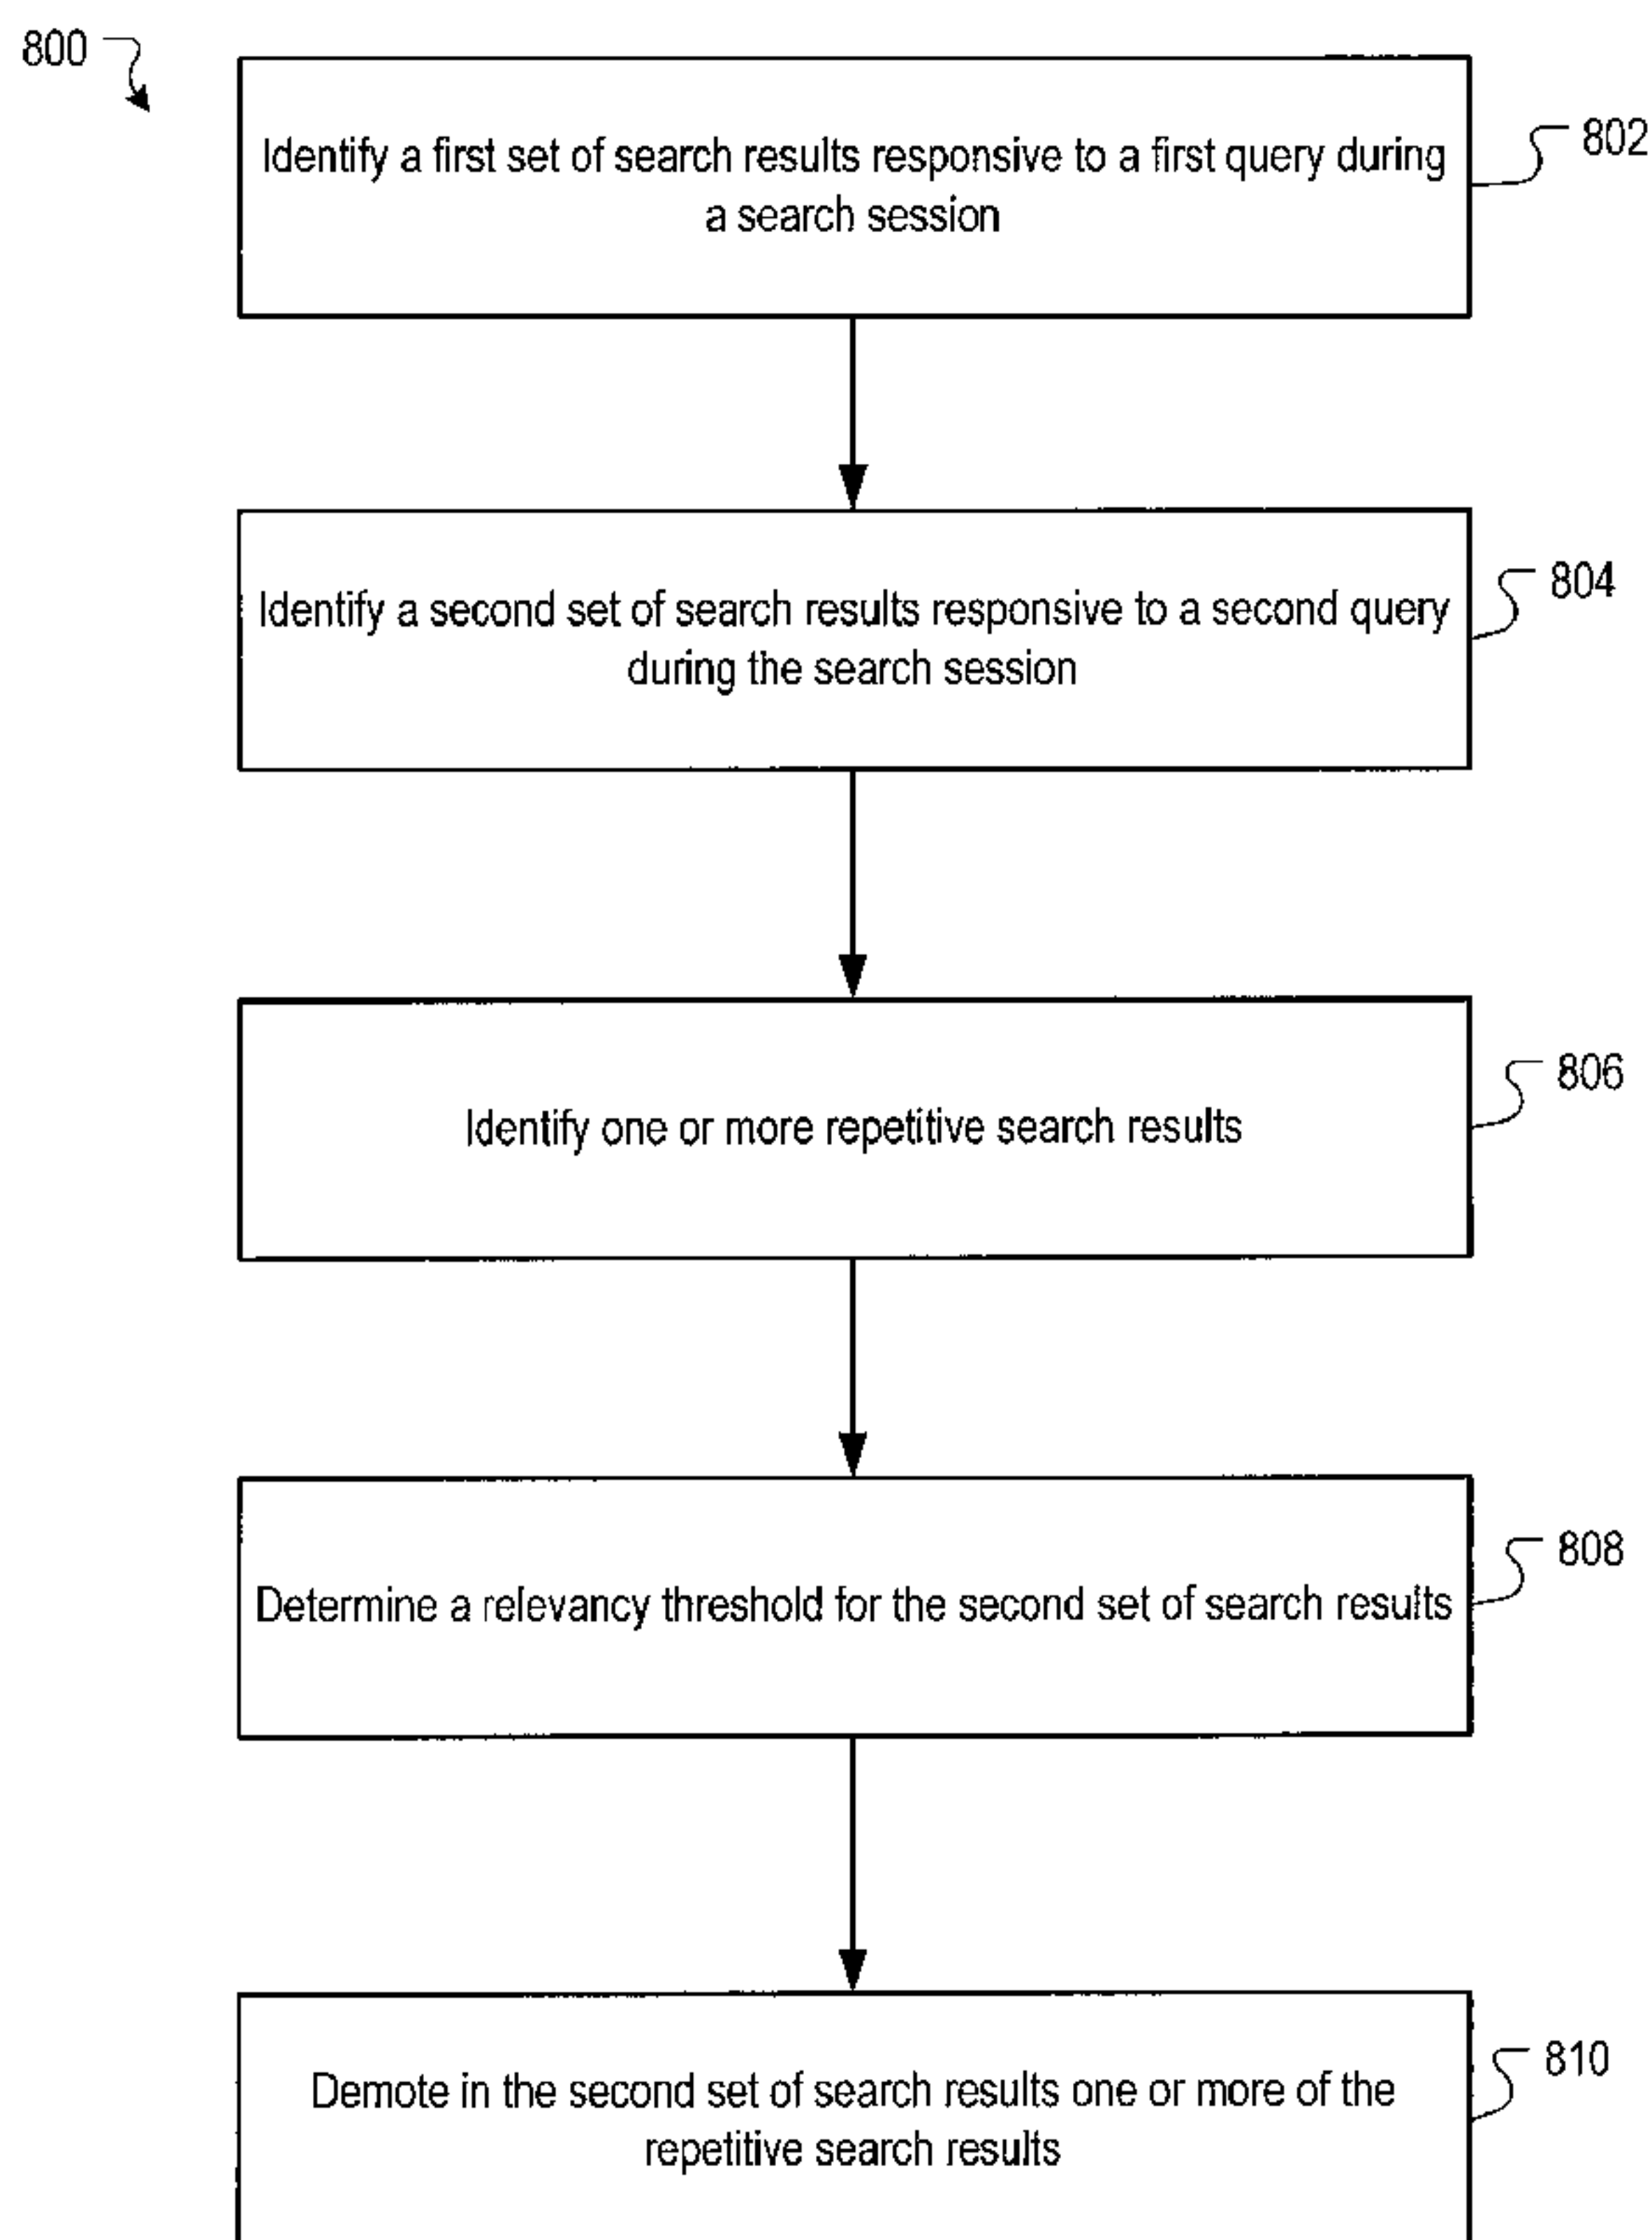 800
Identify a first set of search results responsive to a first query during
a search session
802
Identify a second set of search results responsive to a second query
during the search session
804
Identify one or more repetitive search results
806
Determine a relevancy threshold for the second set of search results
808
Demote in the second set of search results one or more of the
repetitive search results
810